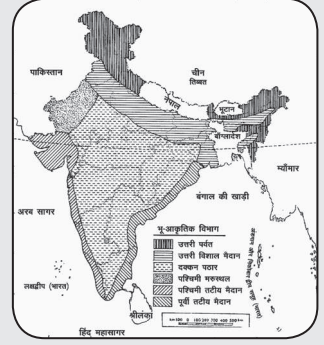 पाकिस्तान
चीन
तिब्बत
नेपाल
भूटान
बांग्लादेश
म्याँमार
बंगाल की खाड़ी
अरब सागर
भू-आकृतिक विभाग
उत्तरी पर्वत
उत्तरी विशाल मैदान
दक्कन पठार
पश्चिमी मरुस्थल
पश्चिमी तटीय मैदान
पूर्वी तटीय मैदान
लक्षद्वीप (भारत)
श्रीलंका
हिंद महासागर